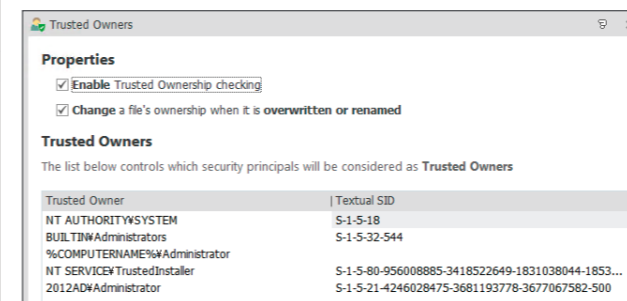 Trusted Owners
Properties
Enable Trusted Ownership checking
Change a file's ownership when it is overwritten or renamed
Trusted Owners
The list below controls which security principals will be considered as Trusted Owners
Trusted Owner | Textual SID
NT AUTHORITY¥SYSTEM S-1-5-18
BUILTIN¥Administrators S-1-5-32-544
%COMPUTERNAME%¥Administrator
NT SERVICE¥TrustedInstaller S-1-5-80-956008885-3418522649-1831038044-1853...
2012AD¥Administrator S-1-5-21-4246028475-3681193778-3677067582-500